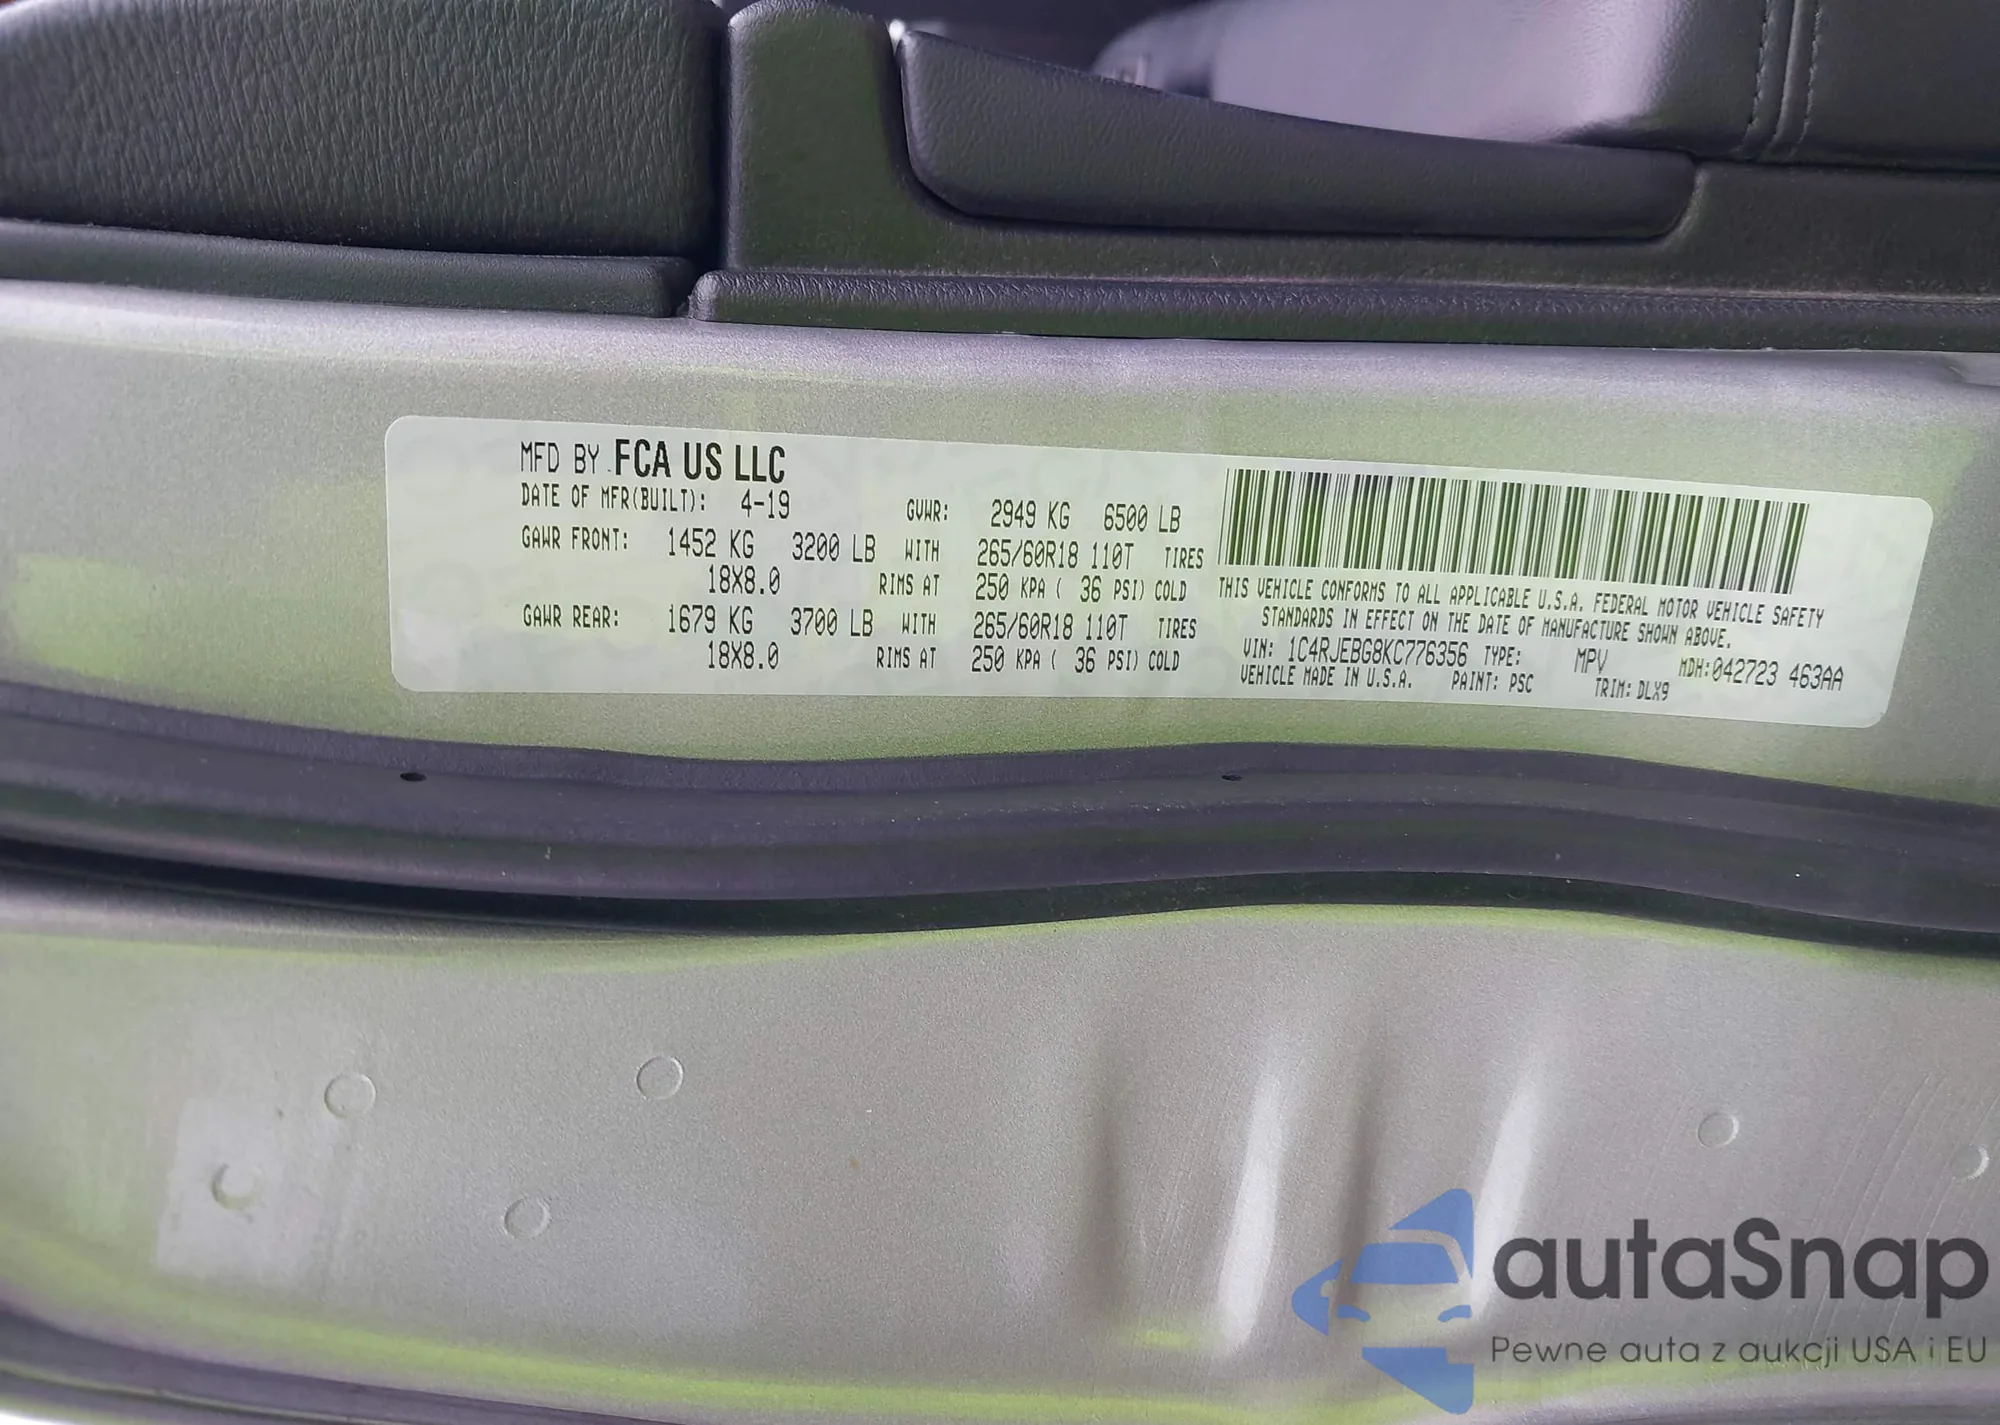 MFD BY FCA US LLC
DATE OF MFR(BUILT): 4-19 GVWR: 2949 KG 6500 LB
GAWR FRONT: 1452 KG 3200 LB WITH 265/60R18 110T TIRES
18X8.0 RIMS AT 250 KPA ( 36 PSI) COLD
GAWR REAR: 1679 KG 3700 LB WITH 265/60R18 110T TIRES
18X8.0 RIMS AT 250 KPA ( 36 PSI) COLD
THIS VEHICLE CONFORMS TO ALL APPLICABLE U.S.A. FEDERAL MOTOR VEHICLE SAFETY
STANDARDS IN EFFECT ON THE DATE OF MANUFACTURE SHOWN ABOVE.
VIN: 1C4RJEBG8KC776356 TYPE: MPV MDH:042723 463AA
VEHICLE MADE IN U.S.A. PAINT: PSC TRIM: DLX9
autaSnap
Pewne auta z aukcji USA i EU